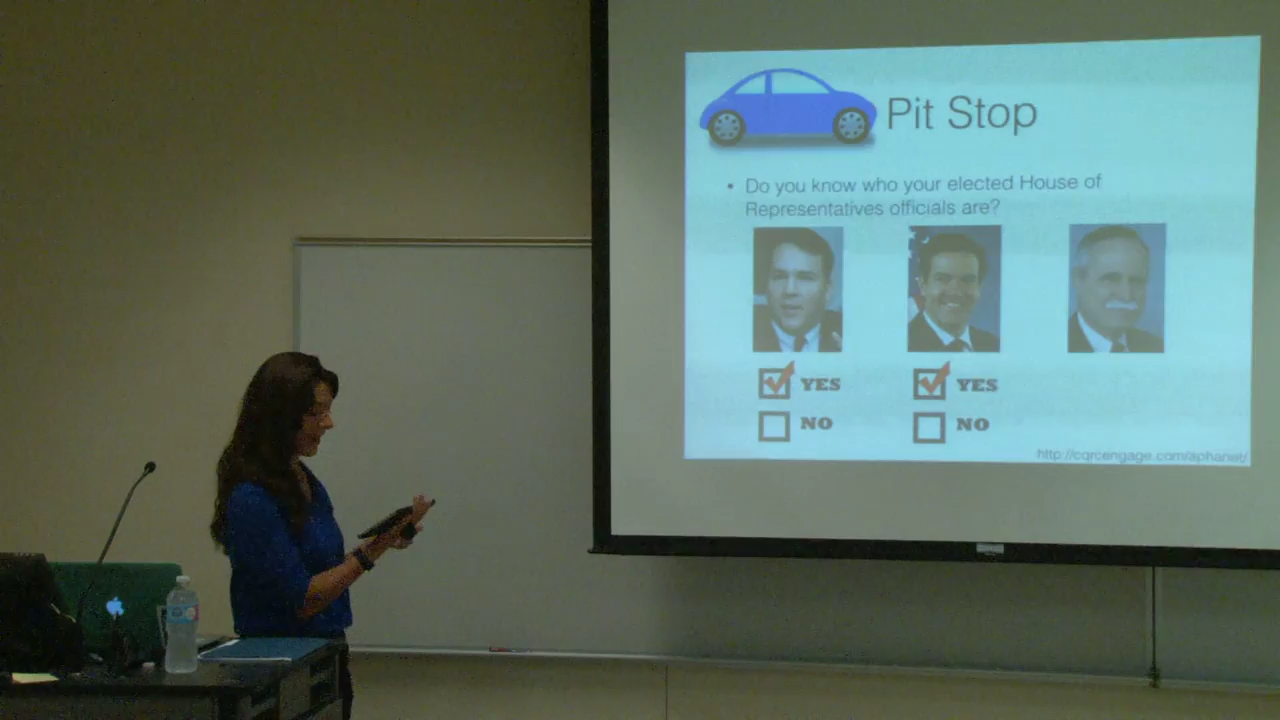 Pit Stop
• Do you know who your elected House of
Representatives officials are?
YES
YES
NO
NO
http://cqrcengage.com/aphanet/